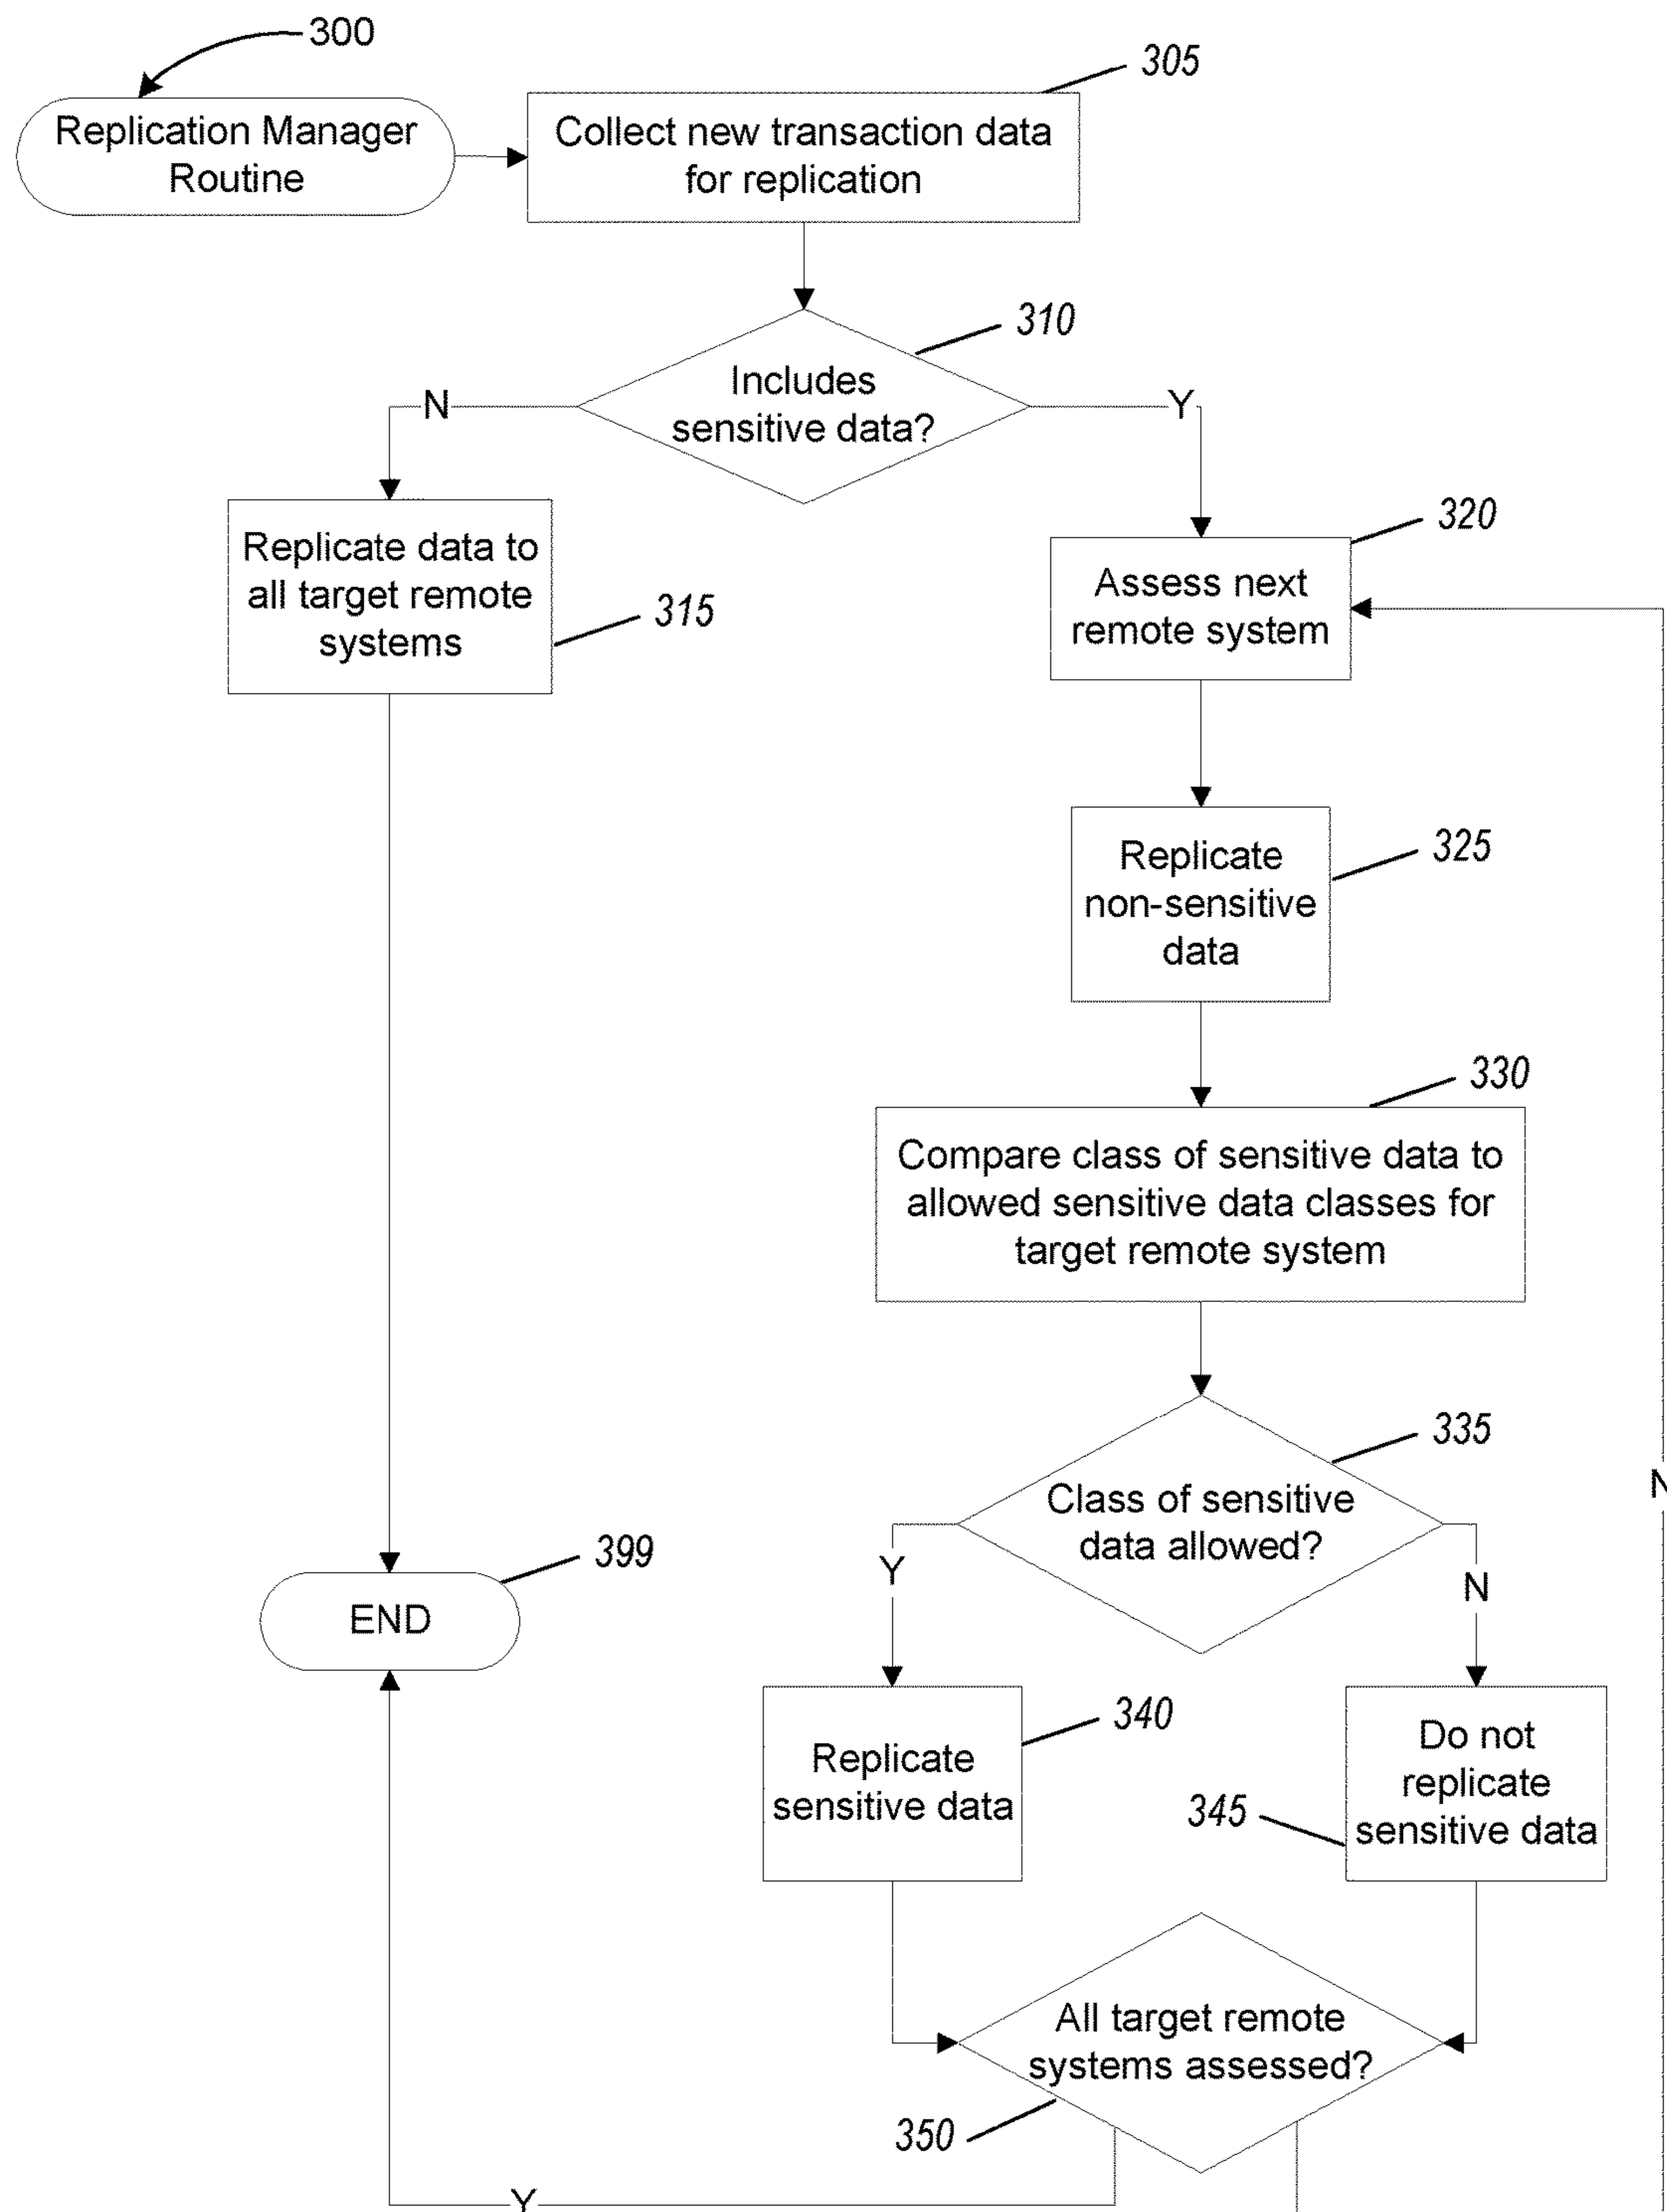 300
Replication Manager
Routine
305
Collect new transaction data
for replication
310
Includes
sensitive data?
N
Y
315
Replicate data to
all target remote
systems
320
Assess next
remote system
325
Replicate
non-sensitive
data
330
Compare class of sensitive data to
allowed sensitive data classes for
target remote system
335
Class of sensitive
data allowed?
N
399
END
Y
N
340
Replicate
sensitive data
345
Do not
replicate
sensitive data
All target remote
systems assessed?
350
Y